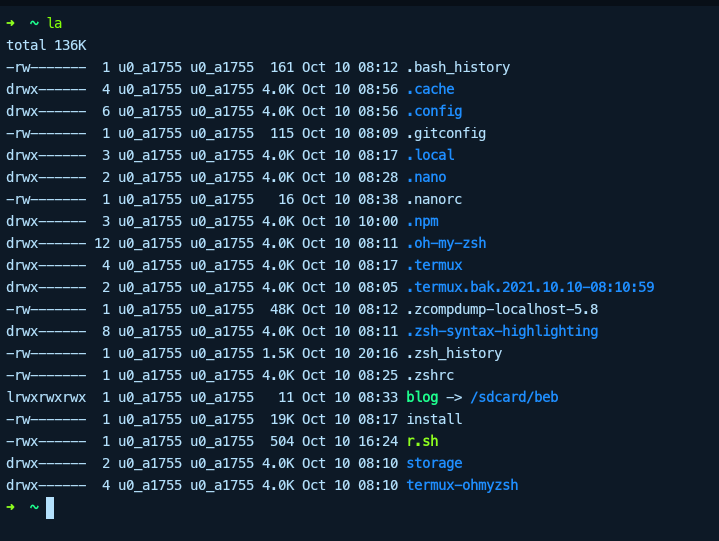 ➜  ~ la
total 136K
-rw-------  1 u0_a1755 u0_a1755  161 Oct 10 08:12 .bash_history
drwx------  4 u0_a1755 u0_a1755 4.0K Oct 10 08:56 .cache
drwx------  6 u0_a1755 u0_a1755 4.0K Oct 10 08:56 .config
-rw-------  1 u0_a1755 u0_a1755  115 Oct 10 08:09 .gitconfig
drwx------  3 u0_a1755 u0_a1755 4.0K Oct 10 08:17 .local
drwx------  2 u0_a1755 u0_a1755 4.0K Oct 10 08:28 .nano
-rw-------  1 u0_a1755 u0_a1755   16 Oct 10 08:38 .nanorc
drwx------  3 u0_a1755 u0_a1755 4.0K Oct 10 10:00 .npm
drwx------ 12 u0_a1755 u0_a1755 4.0K Oct 10 08:11 .oh-my-zsh
drwx------  4 u0_a1755 u0_a1755 4.0K Oct 10 08:17 .termux
drwx------  2 u0_a1755 u0_a1755 4.0K Oct 10 08:05 .termux.bak.2021.10.10-08:10:59
-rw-------  1 u0_a1755 u0_a1755  48K Oct 10 08:12 .zcompdump-localhost-5.8
drwx------  8 u0_a1755 u0_a1755 4.0K Oct 10 08:11 .zsh-syntax-highlighting
-rw-------  1 u0_a1755 u0_a1755 1.5K Oct 10 20:16 .zsh_history
-rw-------  1 u0_a1755 u0_a1755 4.0K Oct 10 08:25 .zshrc
lrwxrwxrwx  1 u0_a1755 u0_a1755   11 Oct 10 08:33 blog -> /sdcard/beb
-rw-------  1 u0_a1755 u0_a1755  19K Oct 10 08:17 install
-rwx------  1 u0_a1755 u0_a1755  504 Oct 10 16:24 r.sh
drwx------  2 u0_a1755 u0_a1755 4.0K Oct 10 08:10 storage
drwx------  4 u0_a1755 u0_a1755 4.0K Oct 10 08:10 termux-ohmyzsh
➜  ~